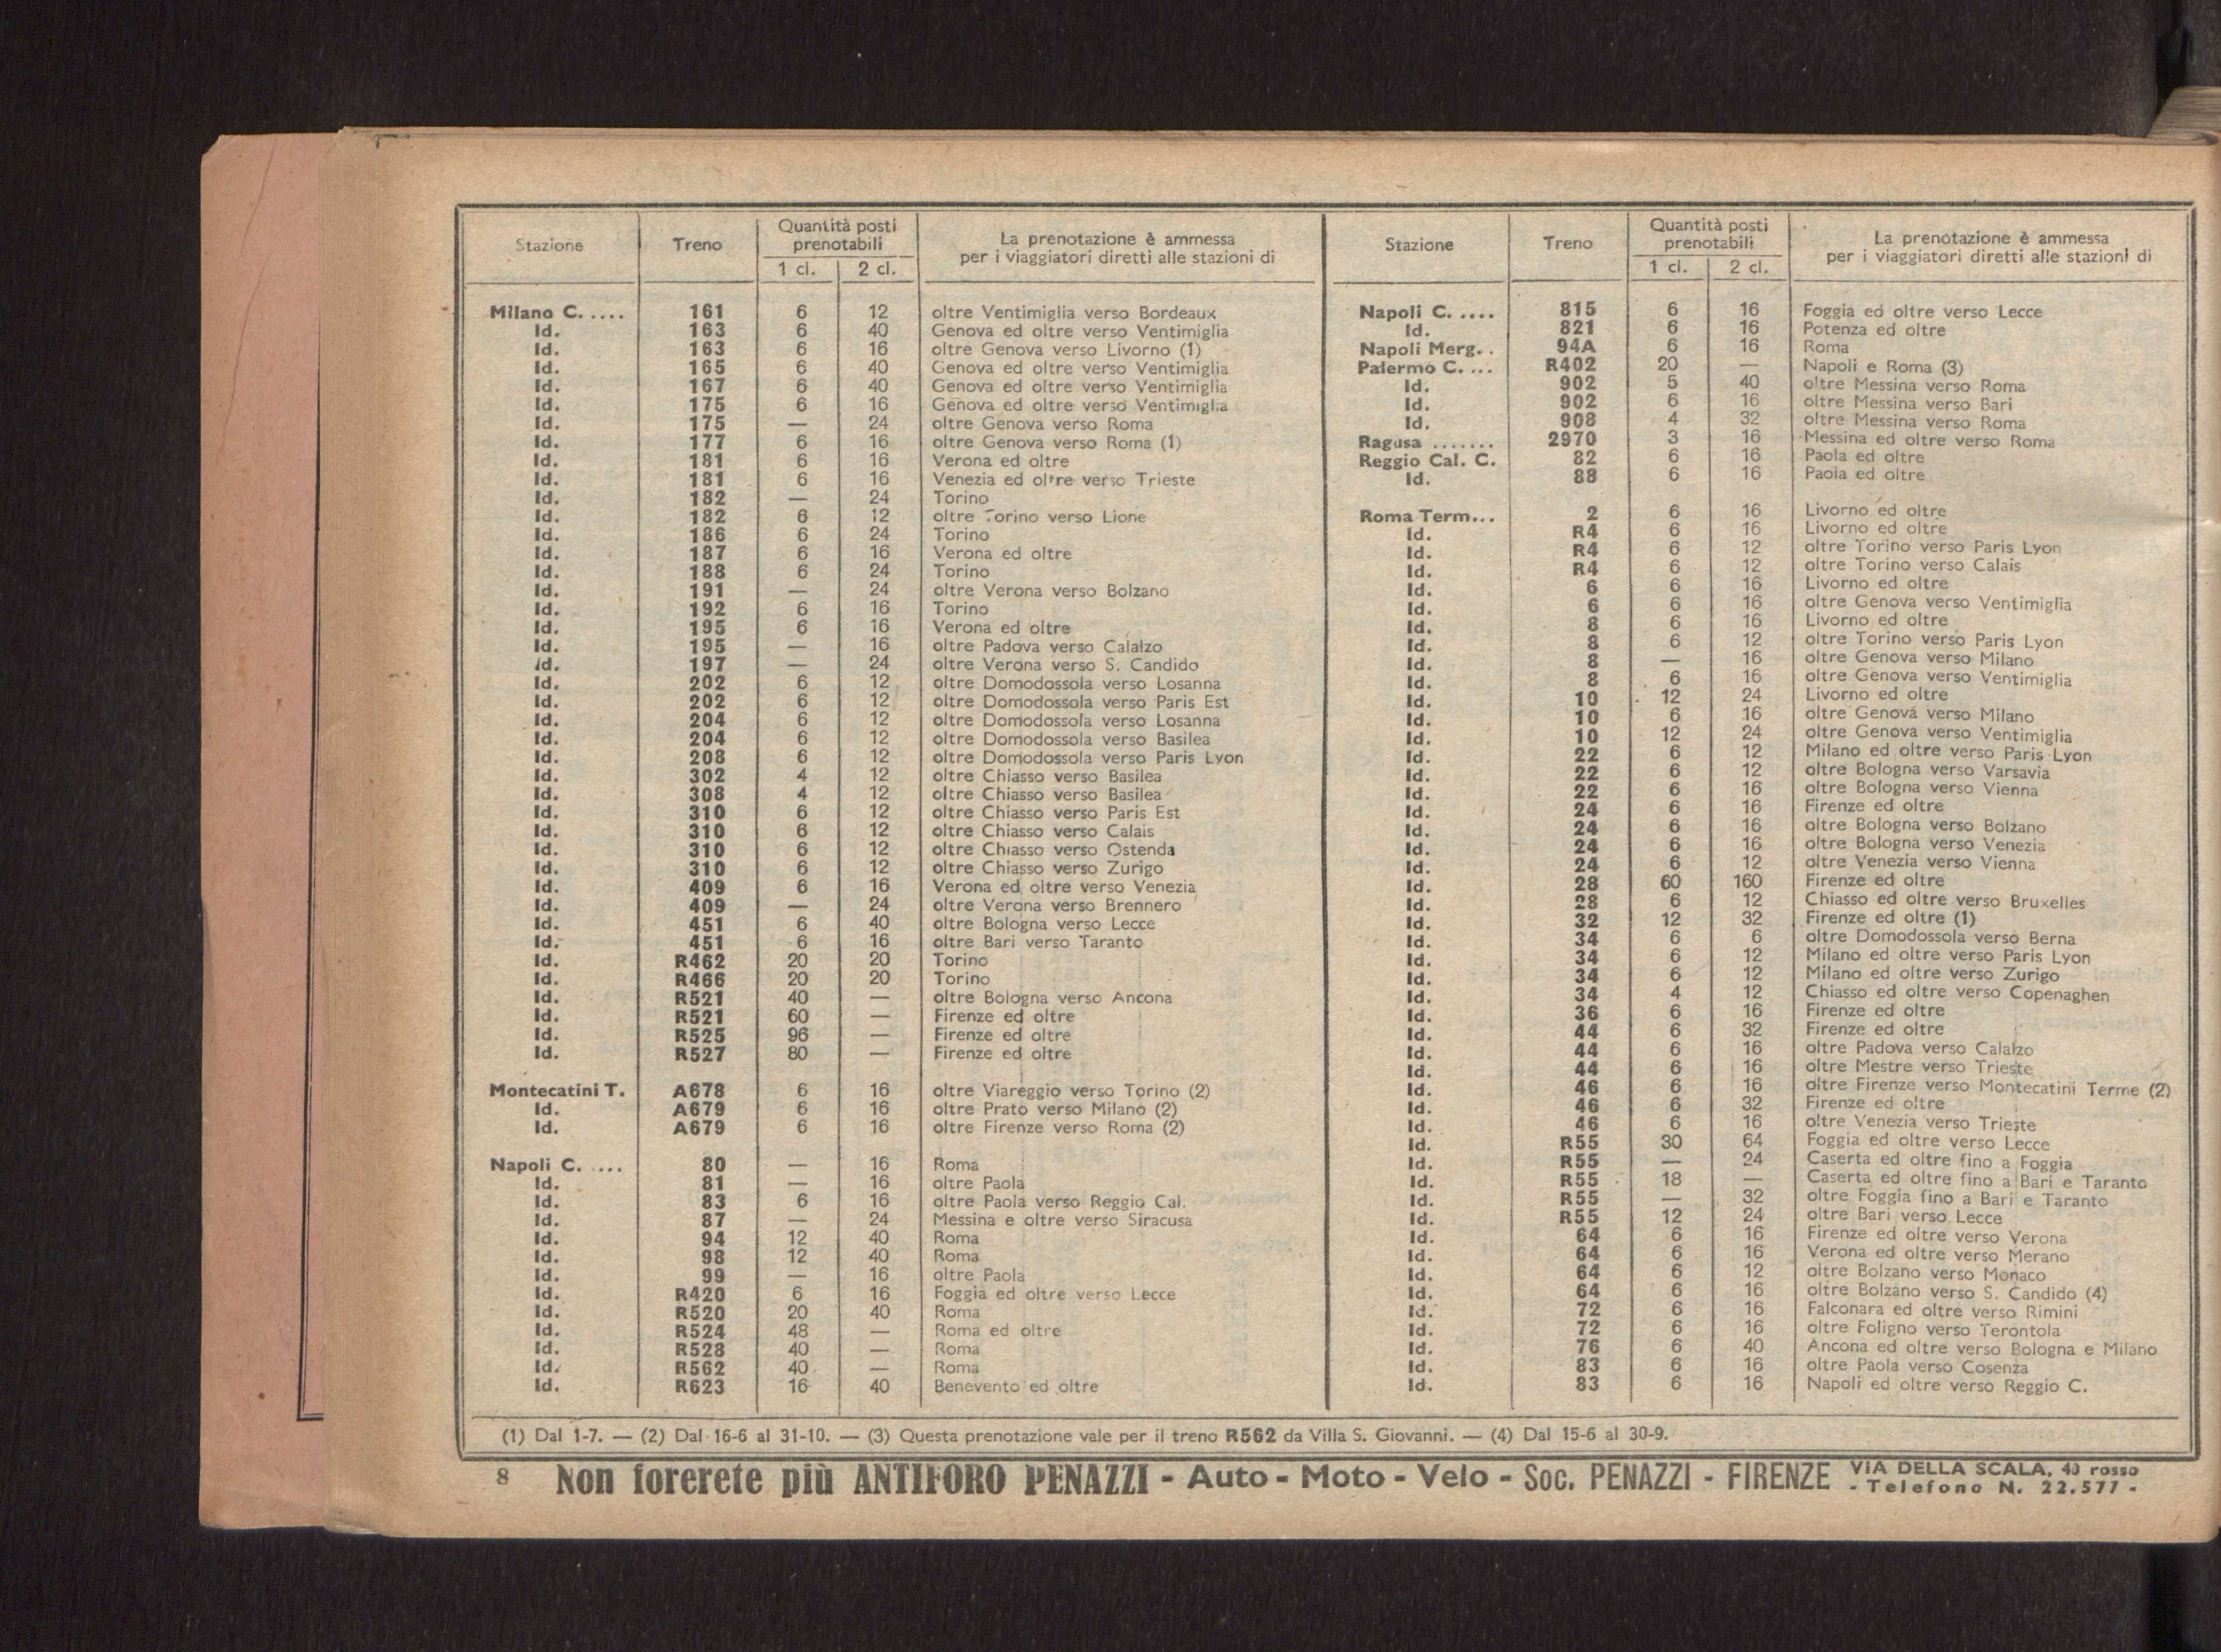 Stazione Treno Quantità posti prenotabili 1 cl. 2 cl. La prenotazione è ammessa per i viaggiatori diretti alle stazioni di
Milano C. .... 161 6 12 oltre Ventimiglia verso Bordeaux
Id. 163 6 40 Genova ed oltre verso Ventimiglia
Id. 163 6 16 oltre Genova verso Livorno (1)
Id. 165 6 40 Genova ed oltre verso Ventimiglia
Id. 167 6 40 Genova ed oltre verso Ventimiglia
Id. 175 6 16 Genova ed oltre verso Ventimiglia
Id. 175 — 24 oltre Genova verso Roma
Id. 177 6 16 oltre Genova verso Roma (1)
Id. 181 6 16 Verona ed oltre
Id. 181 6 16 Venezia ed oltre verso Trieste
Id. 182 — 24 Torino
Id. 182 6 12 oltre Torino verso Lione
Id. 186 6 24 Torino
Id. 187 6 16 Verona ed oltre
Id. 188 6 24 Torino
Id. 191 — 24 oltre Verona verso Bolzano
Id. 192 6 16 Torino
Id. 195 6 16 Verona ed oltre
Id. 195 — 16 oltre Padova verso Calalzo
Id. 197 — 24 oltre Verona verso S. Candido
Id. 202 6 12 oltre Domodossola verso Losanna
Id. 202 6 12 oltre Domodossola verso Paris Est
Id. 204 6 12 oltre Domodossola verso Losanna
Id. 204 6 12 oltre Domodossola verso Basilea
Id. 208 6 12 oltre Domodossola verso Paris Lyon
Id. 302 4 12 oltre Chiasso verso Basilea
Id. 308 4 12 oltre Chiasso verso Basilea
Id. 310 6 12 oltre Chiasso verso Paris Est
Id. 310 6 12 oltre Chiasso verso Calais
Id. 310 6 12 oltre Chiasso verso Ostenda
Id. 310 6 12 oltre Chiasso verso Zurigo
Id. 409 6 16 Verona ed oltre verso Venezia
Id. 409 — 24 oltre Verona verso Brennero
Id. 451 6 40 oltre Bologna verso Lecce
Id. 451 6 16 oltre Bari verso Taranto
Id. R462 20 20 Torino
Id. R466 20 20 Torino
Id. R521 40 — oltre Bologna verso Ancona
Id. R521 60 — Firenze ed oltre
Id. R525 96 — Firenze ed oltre
Id. R527 80 — Firenze ed oltre
Montecatini T. A678 6 16 oltre Viareggio verso Torino (2)
Id. A679 6 16 oltre Prato verso Milano (2)
Id. A679 6 16 oltre Firenze verso Roma (2)
Napoli C. .... 80 — 16 Roma
Id. 81 — 16 oltre Paola
Id. 83 6 16 oltre Paola verso Reggio Cal.
Id. 87 — 24 Messina e oltre verso Siracusa
Id. 94 12 40 Roma
Id. 98 12 40 Roma
Id. 99 — 16 oltre Paola
Id. R420 6 16 Foggia ed oltre verso Lecce
Id. R520 20 40 Roma
Id. R524 48 — Roma ed oltre
Id. R528 40 — Roma
Id. R562 40 — Roma
Id. R623 16 40 Benevento ed oltre
Stazione Treno Quantità posti prenotabili 1 cl. 2 cl. La prenotazione è ammessa per i viaggiatori diretti alle stazioni di
Napoli C. .... 815 6 16 Foggia ed oltre verso Lecce
Id. 821 6 16 Potenza ed oltre
Napoli Merg. . 94A 6 16 Roma
Palermo C. ... R402 20 — Napoli e Roma (3)
Id. 902 5 40 oltre Messina verso Roma
Id. 902 6 16 oltre Messina verso Bari
Id. 908 4 32 oltre Messina verso Roma
Ragusa ....... 2970 3 16 Messina ed oltre verso Roma
Reggio Cal. C. 82 6 16 Paola ed oltre
Id. 88 6 16 Paola ed oltre
Roma Term... 2 6 16 Livorno ed oltre
Id. R4 6 16 Livorno ed oltre
Id. R4 6 12 oltre Torino verso Paris Lyon
Id. R4 6 12 oltre Torino verso Calais
Id. 6 6 16 Livorno ed oltre
Id. 6 6 16 oltre Genova verso Ventimiglia
Id. 8 6 16 Livorno ed oltre
Id. 8 6 12 oltre Torino verso Paris Lyon
Id. 8 — 16 oltre Genova verso Milano
Id. 8 6 16 oltre Genova verso Ventimiglia
Id. 10 12 24 Livorno ed oltre
Id. 10 6 16 oltre Genova verso Milano
Id. 10 12 24 oltre Genova verso Ventimiglia
Id. 22 6 12 Milano ed oltre verso Paris Lyon
Id. 22 6 12 oltre Bologna verso Varsavia
Id. 22 6 16 oltre Bologna verso Vienna
Id. 24 6 16 Firenze ed oltre
Id. 24 6 16 oltre Bologna verso Bolzano
Id. 24 6 16 oltre Bologna verso Venezia
Id. 24 6 12 oltre Venezia verso Vienna
Id. 28 60 160 Firenze ed oltre
Id. 28 6 12 Chiasso ed oltre verso Bruxelles
Id. 32 12 32 Firenze ed oltre (1)
Id. 34 6 6 oltre Domodossola verso Berna
Id. 34 6 12 Milano ed oltre verso Paris Lyon
Id. 34 6 12 Milano ed oltre verso Zurigo
Id. 34 4 12 Chiasso ed oltre verso Copenaghen
Id. 36 6 16 Firenze ed oltre
Id. 44 6 32 Firenze ed oltre
Id. 44 6 16 oltre Padova verso Calalzo
Id. 44 6 16 oltre Mestre verso Trieste
Id. 46 6 16 oltre Firenze verso Montecatini Terme (2)
Id. 46 6 32 Firenze ed oltre
Id. 46 6 16 oltre Venezia verso Trieste
Id. R55 30 64 Foggia ed oltre verso Lecce
Id. R55 — 24 Caserta ed oltre fino a Foggia
Id. R55 18 — Caserta ed oltre fino a Bari e Taranto
Id. R55 — 32 oltre Foggia fino a Bari e Taranto
Id. R55 12 24 oltre Bari verso Lecce
Id. 64 6 16 Firenze ed oltre verso Verona
Id. 64 6 16 Verona ed oltre verso Merano
Id. 64 6 12 oltre Bolzano verso Monaco
Id. 64 6 16 oltre Bolzano verso S. Candido (4)
Id. 72 6 16 Falconara ed oltre verso Rimini
Id. 72 6 16 oltre Foligno verso Terontola
Id. 76 6 40 Ancona ed oltre verso Bologna e Milano
Id. 83 6 16 oltre Paola verso Cosenza
Id. 83 6 16 Napoli ed oltre verso Reggio C.
(1) Dal 1-7. — (2) Dal 16-6 al 31-10. — (3) Questa prenotazione vale per il treno R562 da Villa S. Giovanni. — (4) Dal 15-6 al 30-9.
8 Non forerete più ANTIFORO PENAZZI - Auto - Moto - Velo - Soc. PENAZZI - FIRENZE VIA DELLA SCALA, 40 rosso
- Telefono N. 22.577 -